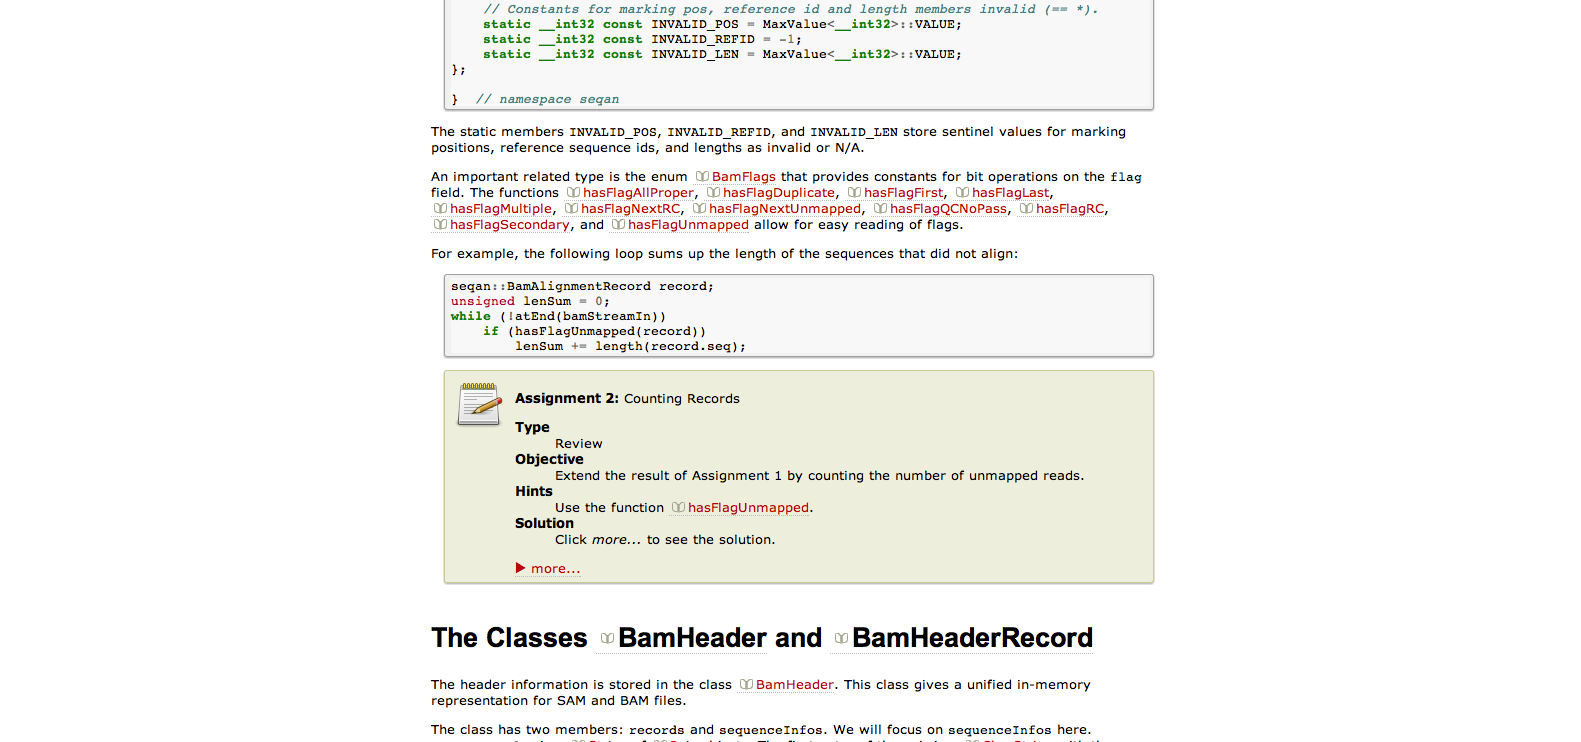 // Constants for marking pos, reference id and length members invalid (== *).
static __int32 const INVALID_POS = MaxValue<__int32>::VALUE;
static __int32 const INVALID_REFID = -1;
static __int32 const INVALID_LEN = MaxValue<__int32>::VALUE;
};
} // namespace seqan
The static members INVALID_POS, INVALID_REFID, and INVALID_LEN store sentinel values for marking
positions, reference sequence ids, and lengths as invalid or N/A.
An important related type is the enum BamFlags that provides constants for bit operations on the flag
field. The functions hasFlagAllProper, hasFlagDuplicate, hasFlagFirst, hasFlagLast,
hasFlagMultiple, hasFlagNextRC, hasFlagNextUnmapped, hasFlagQCNoPass, hasFlagRC,
hasFlagSecondary, and hasFlagUnmapped allow for easy reading of flags.
For example, the following loop sums up the length of the sequences that did not align:
seqan::BamAlignmentRecord record;
unsigned lenSum = 0;
while (!atEnd(bamStreamIn))
if (hasFlagUnmapped(record))
lenSum += length(record.seq);
Assignment 2: Counting Records
Type
Review
Objective
Extend the result of Assignment 1 by counting the number of unmapped reads.
Hints
Use the function hasFlagUnmapped.
Solution
Click more... to see the solution.
more...
The Classes BamHeader and BamHeaderRecord
The header information is stored in the class BamHeader. This class gives a unified in-memory
representation for SAM and BAM files.
The class has two members: records and sequenceInfos. We will focus on sequenceInfos here.